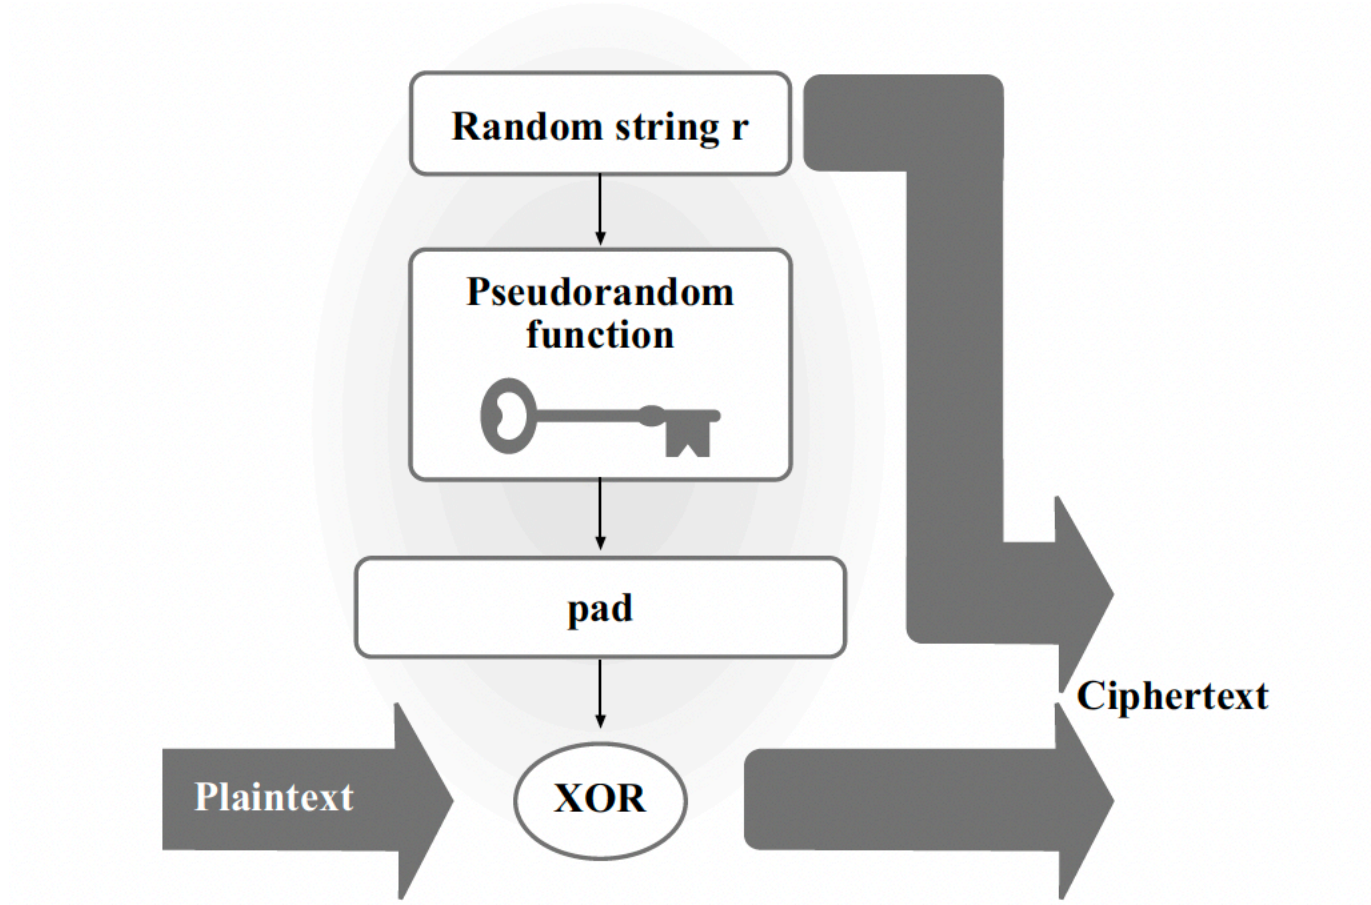 Random string r
Pseudorandom
function
pad
Ciphertext
Plaintext
XOR